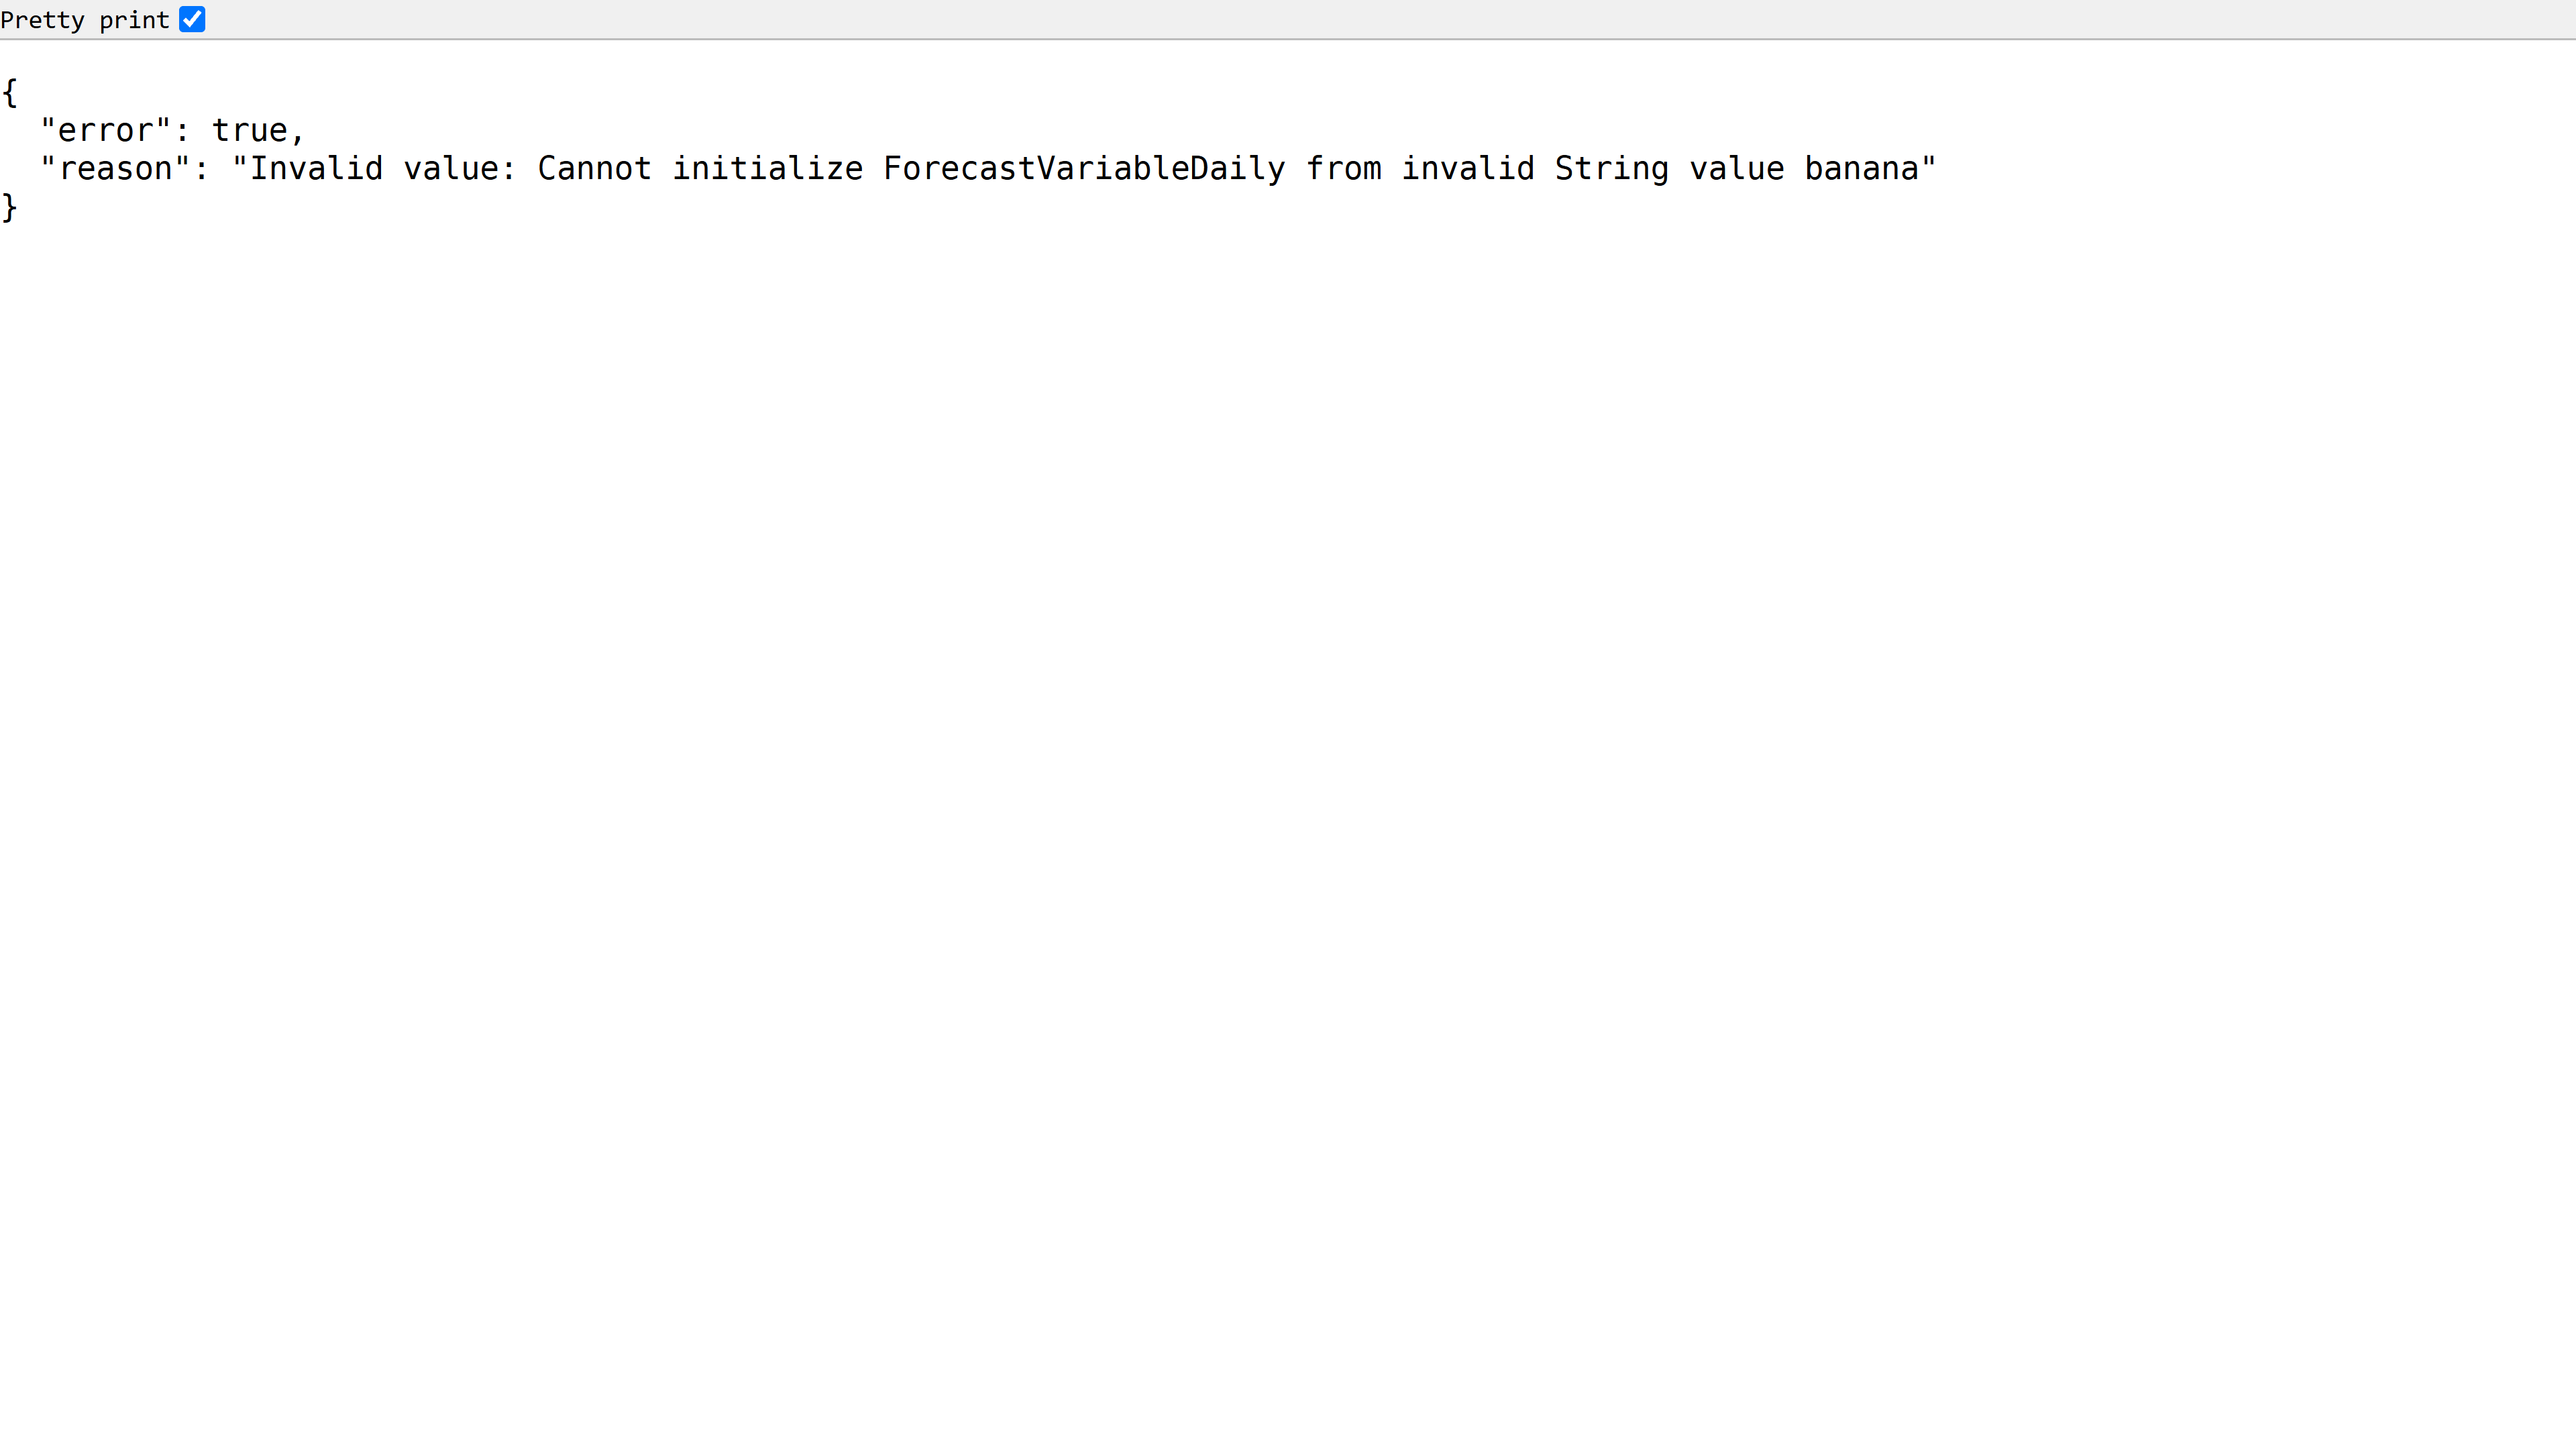 Pretty print
{
  "error": true,
  "reason": "Invalid value: Cannot initialize ForecastVariableDaily from invalid String value banana"
}